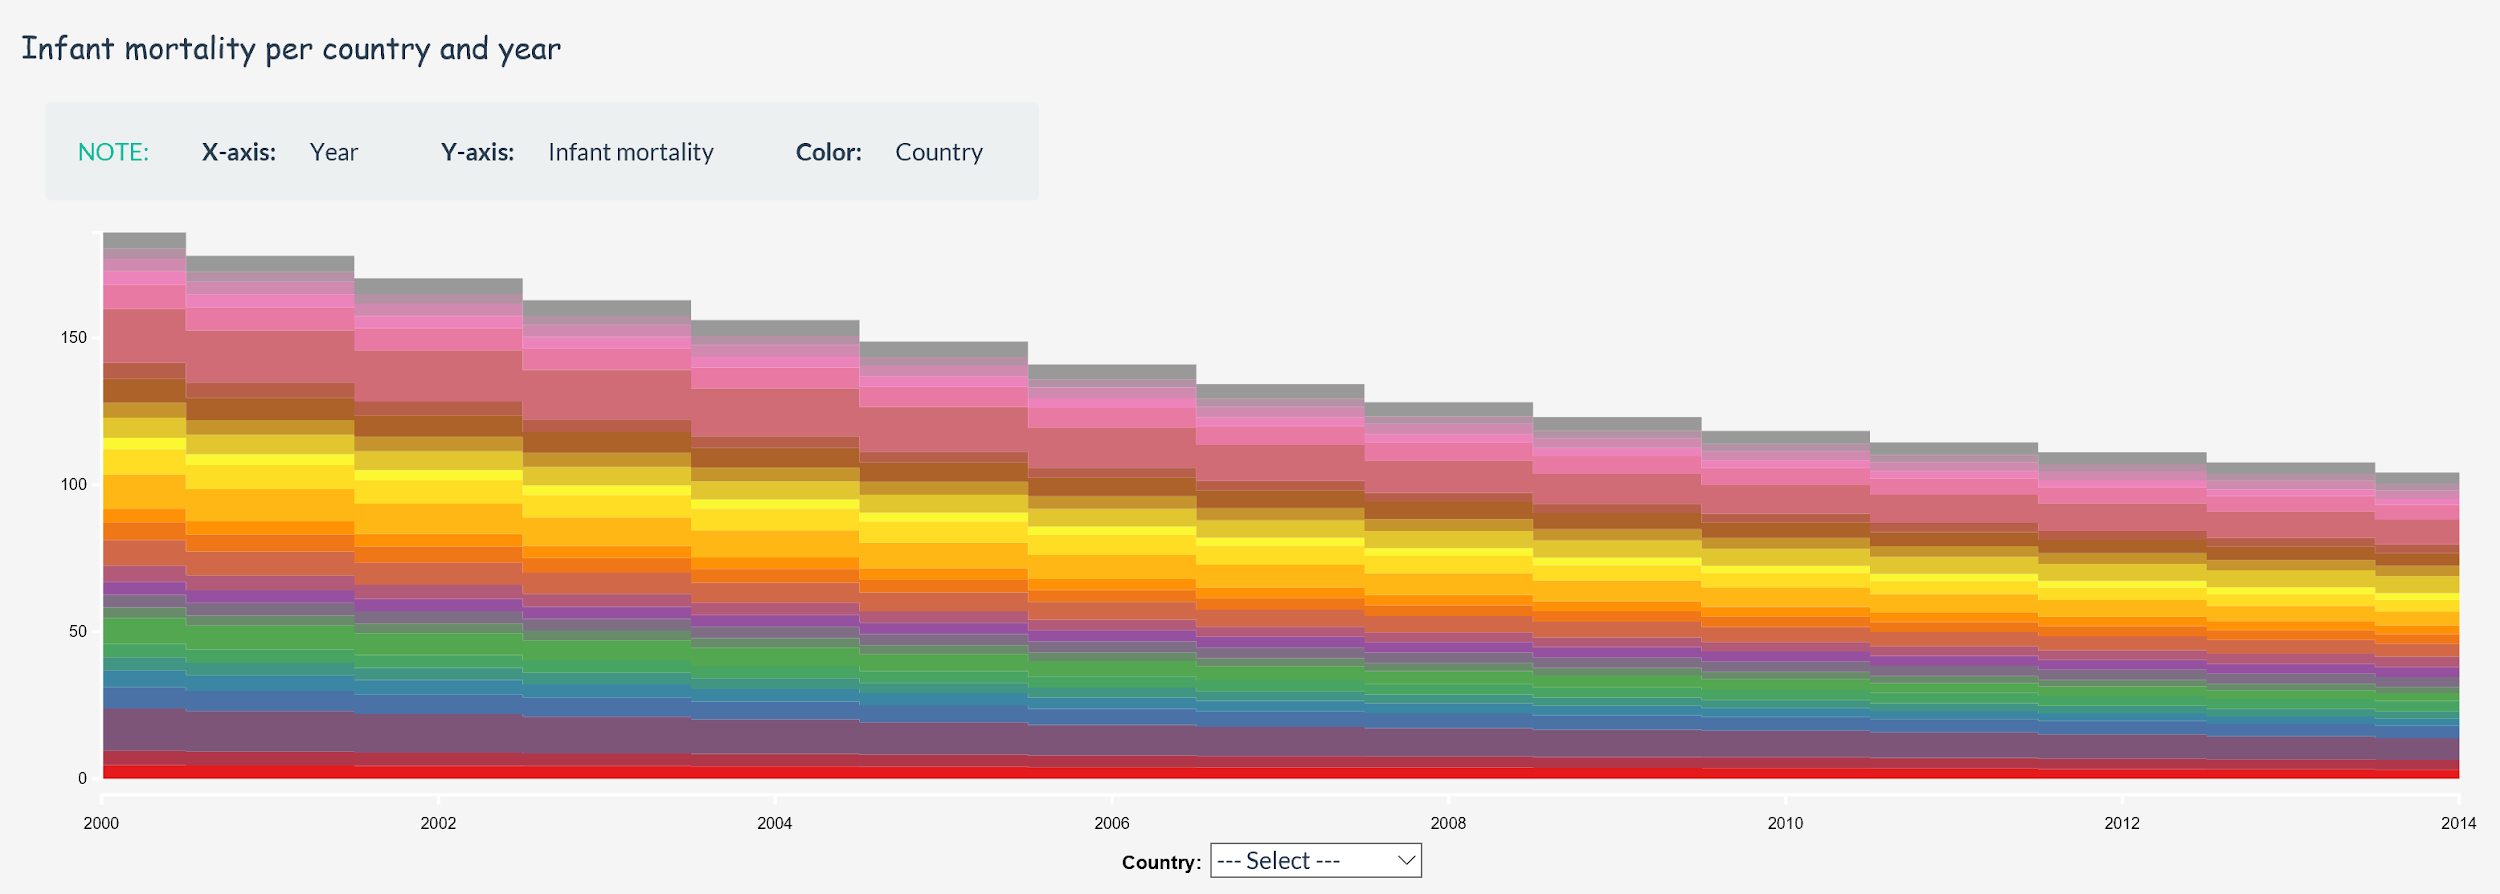 Infant mortality per country and year
NOTE: X-axis: Year Y-axis: Infant mortality Color: Country
150
100
50
0
2000 2002 2004 2006 2008 2010 2012 2014
Country: --- Select ---